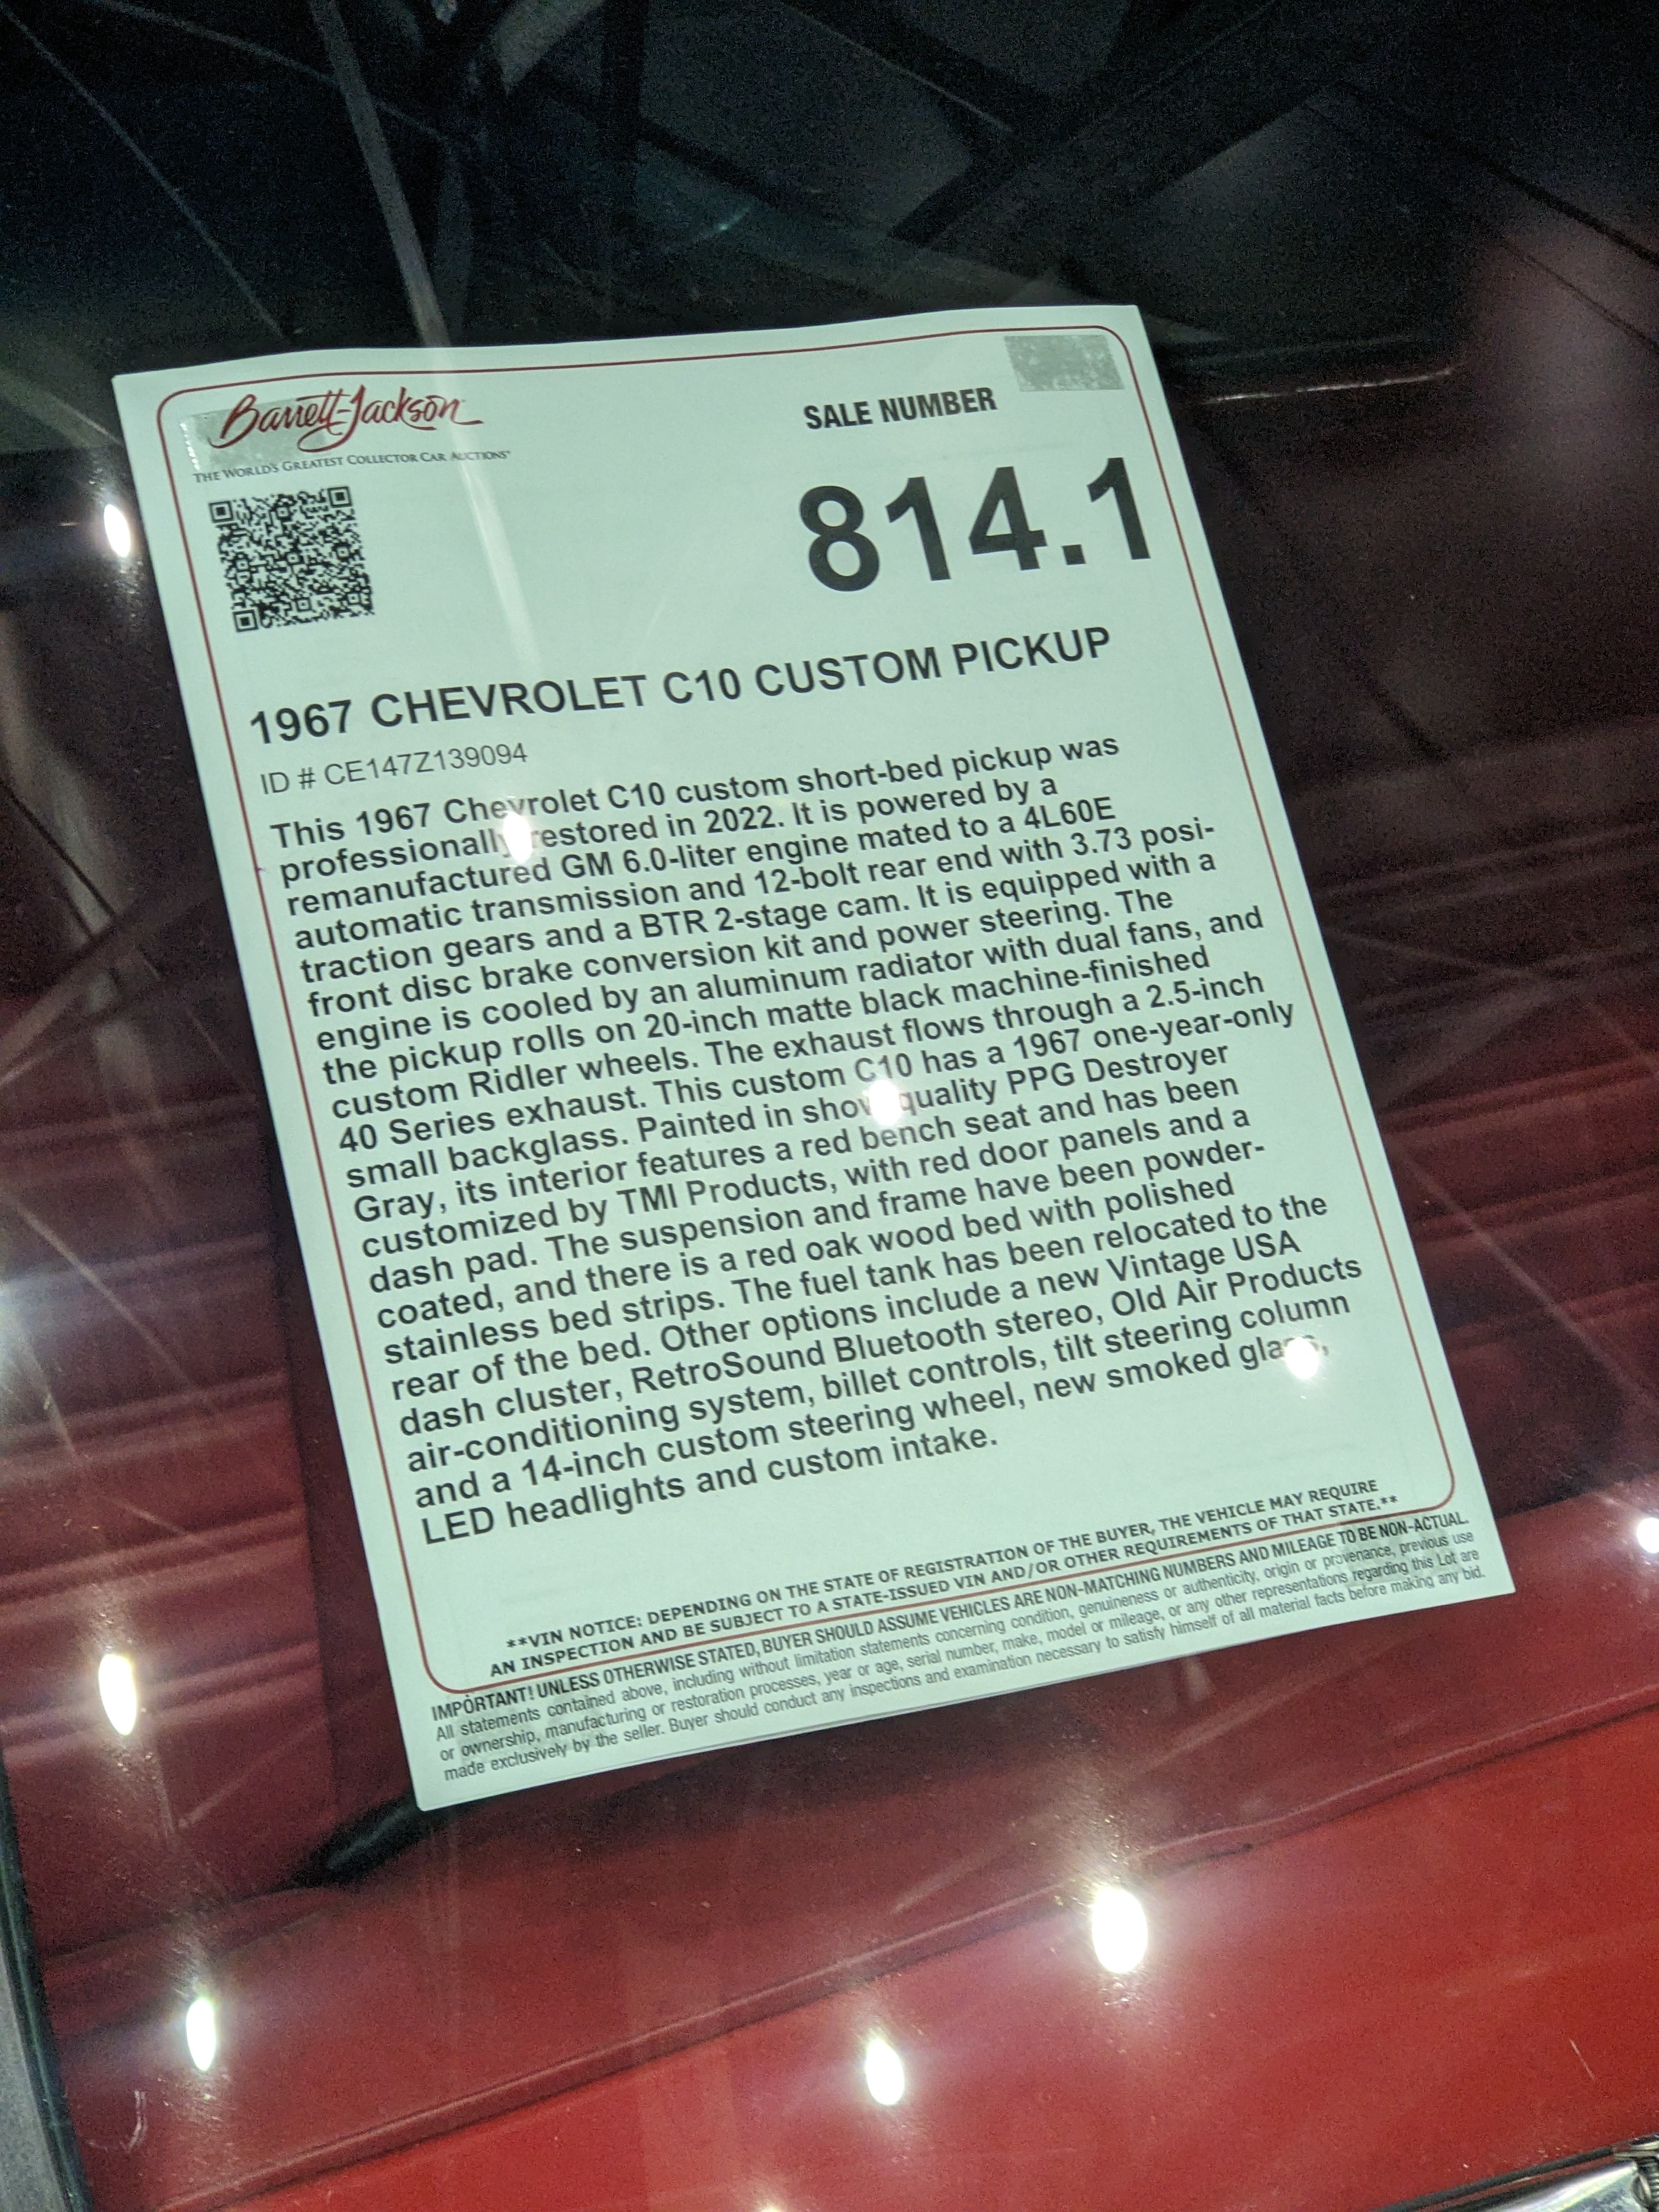 Barrett-Jackson
THE WORLD'S GREATEST COLLECTOR CAR AUCTIONS®
SALE NUMBER
814.1
1967 CHEVROLET C10 CUSTOM PICKUP
ID # CE147Z139094
This 1967 Chevrolet C10 custom short-bed pickup was
professionally restored in 2022. It is powered by a
remanufactured GM 6.0-liter engine mated to a 4L60E
automatic transmission and 12-bolt rear end with 3.73 posi-
traction gears and a BTR 2-stage cam. It is equipped with a
front disc brake conversion kit and power steering. The
engine is cooled by an aluminum radiator with dual fans, and
the pickup rolls on 20-inch matte black machine-finished
custom Ridler wheels. The exhaust flows through a 2.5-inch
40 Series exhaust. This custom C10 has a 1967 one-year-only
small backglass. Painted in show quality PPG Destroyer
Gray, its interior features a red bench seat and has been
customized by TMI Products, with red door panels and a
dash pad. The suspension and frame have been powder-
coated, and there is a red oak wood bed with polished
stainless bed strips. The fuel tank has been relocated to the
rear of the bed. Other options include a new Vintage USA
dash cluster, RetroSound Bluetooth stereo, Old Air Products
air-conditioning system, billet controls, tilt steering column
and a 14-inch custom steering wheel, new smoked glass,
LED headlights and custom intake.
**VIN NOTICE: DEPENDING ON THE STATE OF REGISTRATION OF THE BUYER, THE VEHICLE MAY REQUIRE
AN INSPECTION AND BE SUBJECT TO A STATE-ISSUED VIN AND/OR OTHER REQUIREMENTS OF THAT STATE.**
IMPORTANT! UNLESS OTHERWISE STATED, BUYER SHOULD ASSUME VEHICLES ARE NON-MATCHING NUMBERS AND MILEAGE TO BE NON-ACTUAL.
All statements contained above, including without limitation statements concerning condition, genuineness or authenticity, origin or provenance, previous use
or ownership, manufacturing or restoration processes, year or age, serial number, make, model or mileage, or any other representations regarding this Lot are
made exclusively by the seller. Buyer should conduct any inspections and examination necessary to satisfy himself of all material facts before making any bid.